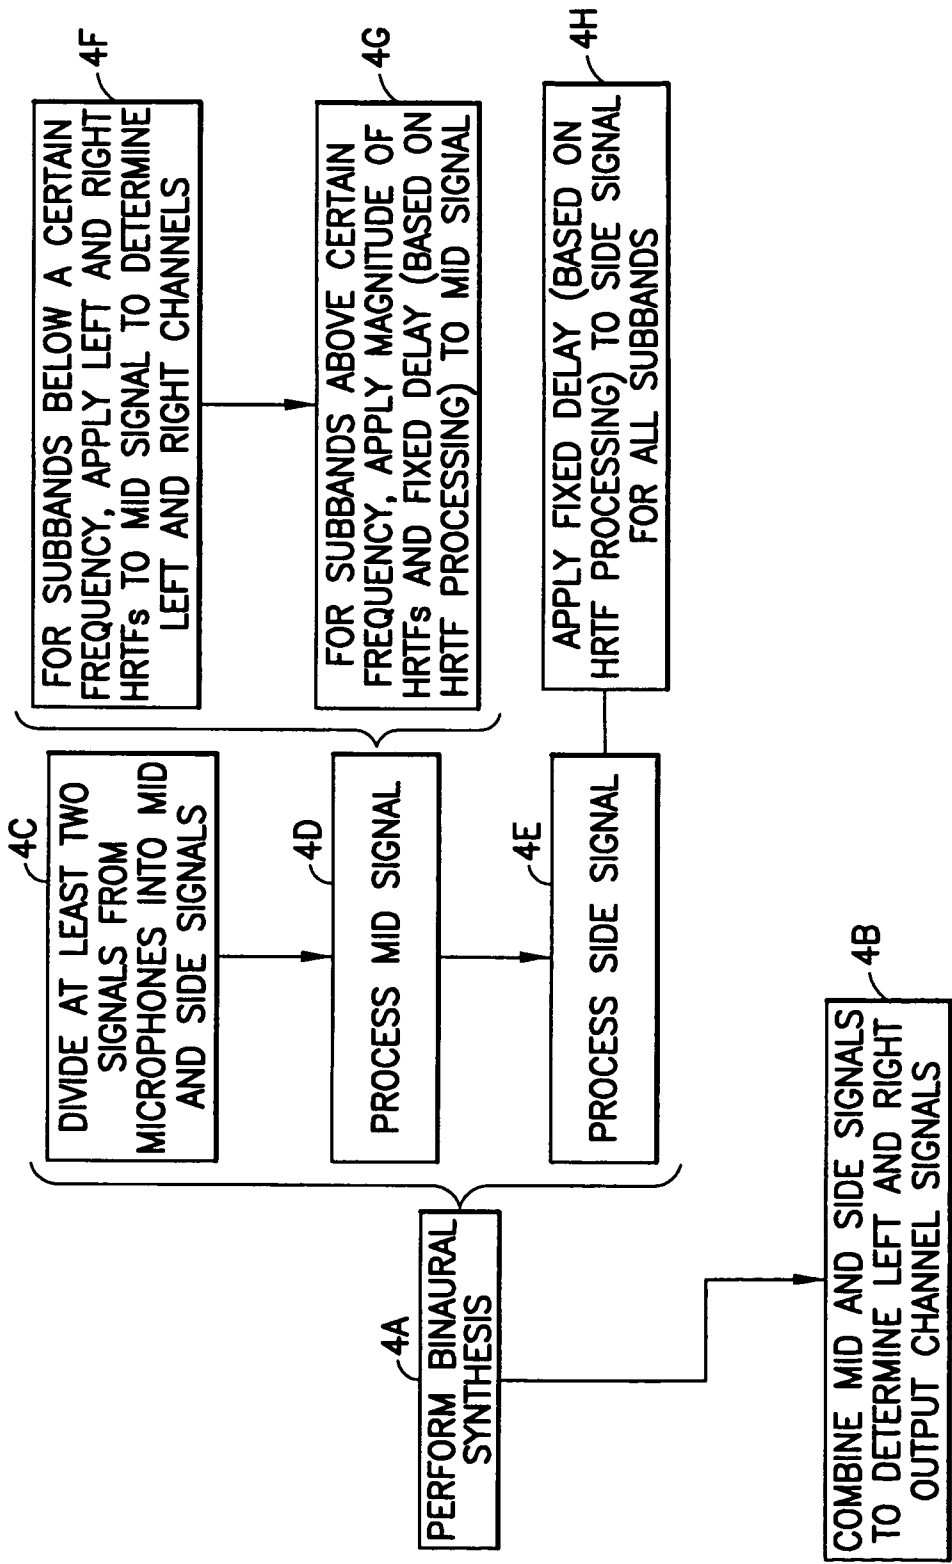 4A
PERFORM BINAURAL
SYNTHESIS
4B
COMBINE MID AND SIDE SIGNALS
TO DETERMINE LEFT AND RIGHT
OUTPUT CHANNEL SIGNALS
4C
DIVIDE AT LEAST TWO
SIGNALS FROM
MICROPHONES INTO MID
AND SIDE SIGNALS
4D
PROCESS MID SIGNAL
4E
PROCESS SIDE SIGNAL
4F
FOR SUBBANDS BELOW A CERTAIN
FREQUENCY, APPLY LEFT AND RIGHT
HRTFs TO MID SIGNAL TO DETERMINE
LEFT AND RIGHT CHANNELS
4G
FOR SUBBANDS ABOVE CERTAIN
FREQUENCY, APPLY MAGNITUDE OF
HRTFs AND FIXED DELAY (BASED ON
HRTF PROCESSING) TO MID SIGNAL
4H
APPLY FIXED DELAY (BASED ON
HRTF PROCESSING) TO SIDE SIGNAL
FOR ALL SUBBANDS